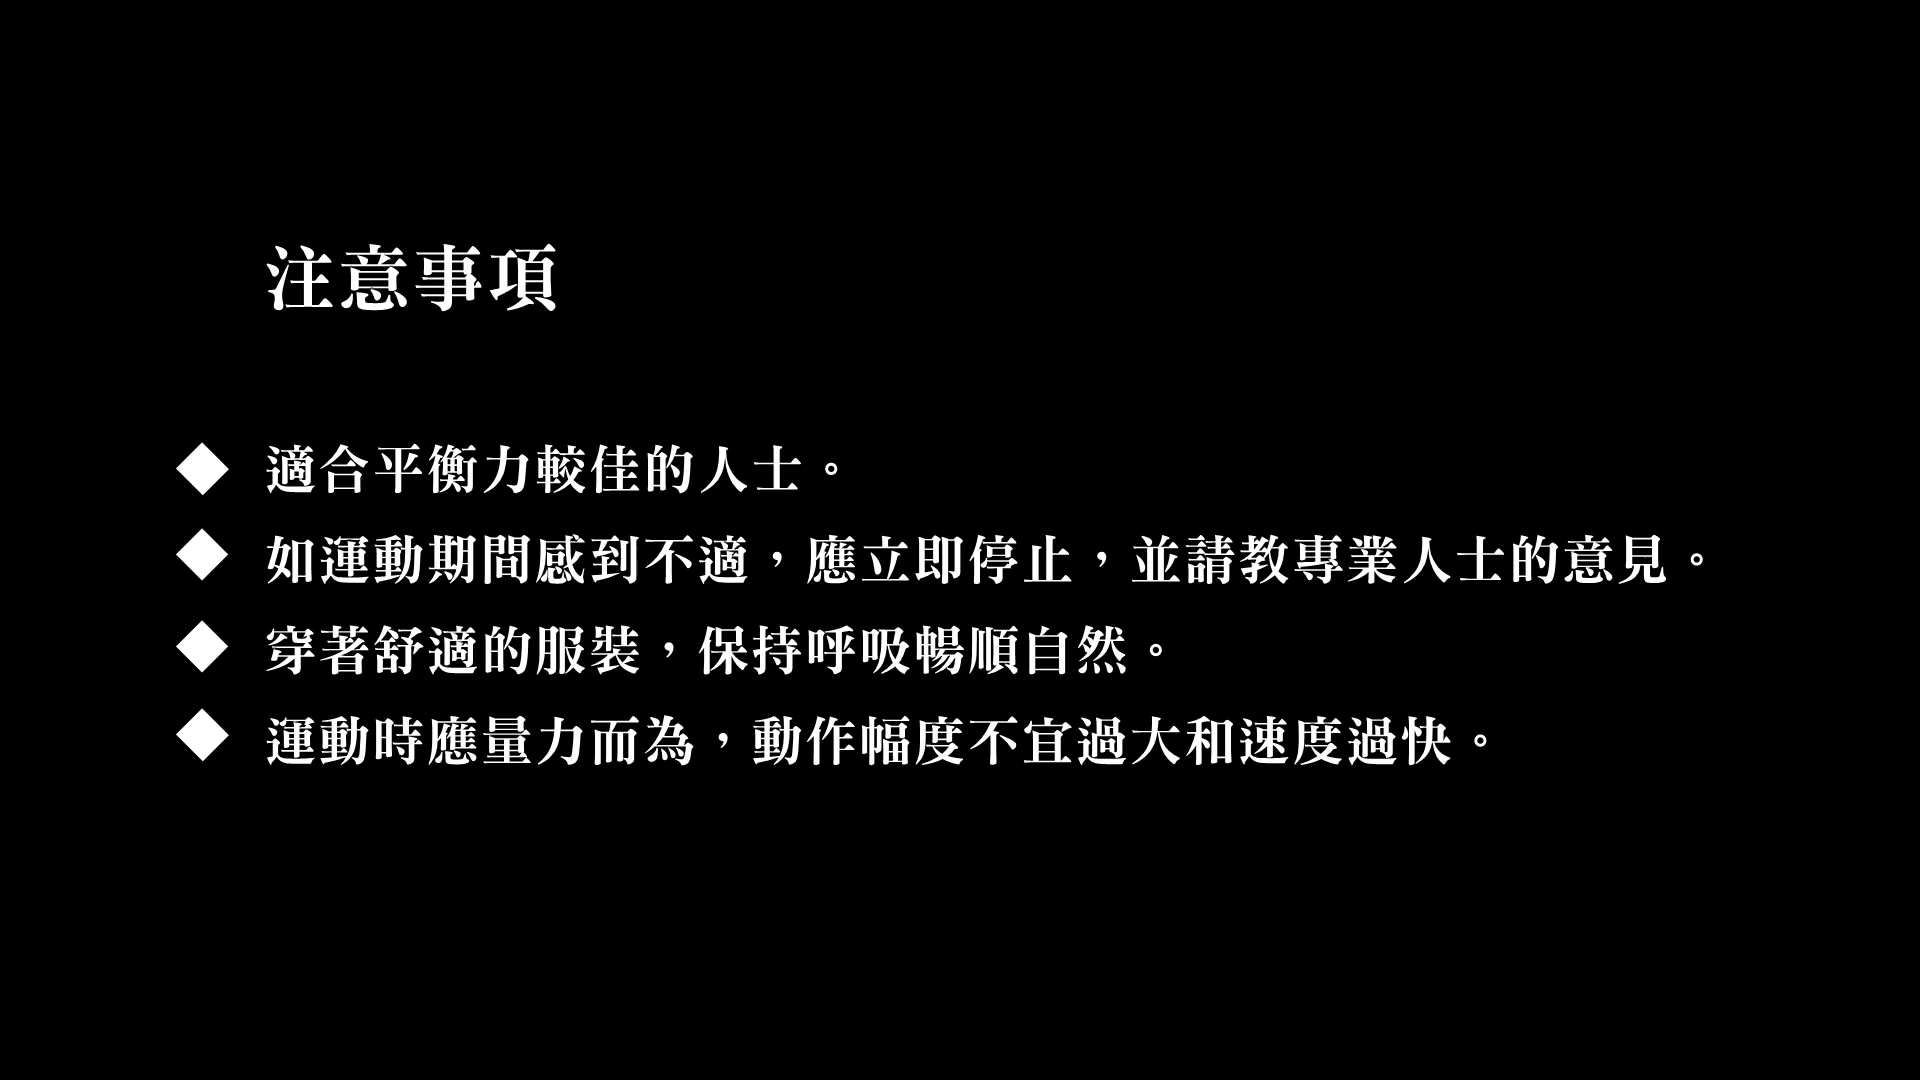 注意事項
◆ 適合平衡力較佳的人士。
◆ 如運動期間感到不適，應立即停止，並請教專業人士的意見。
◆ 穿著舒適的服裝，保持呼吸暢順自然。
◆ 運動時應量力而為，動作幅度不宜過大和速度過快。